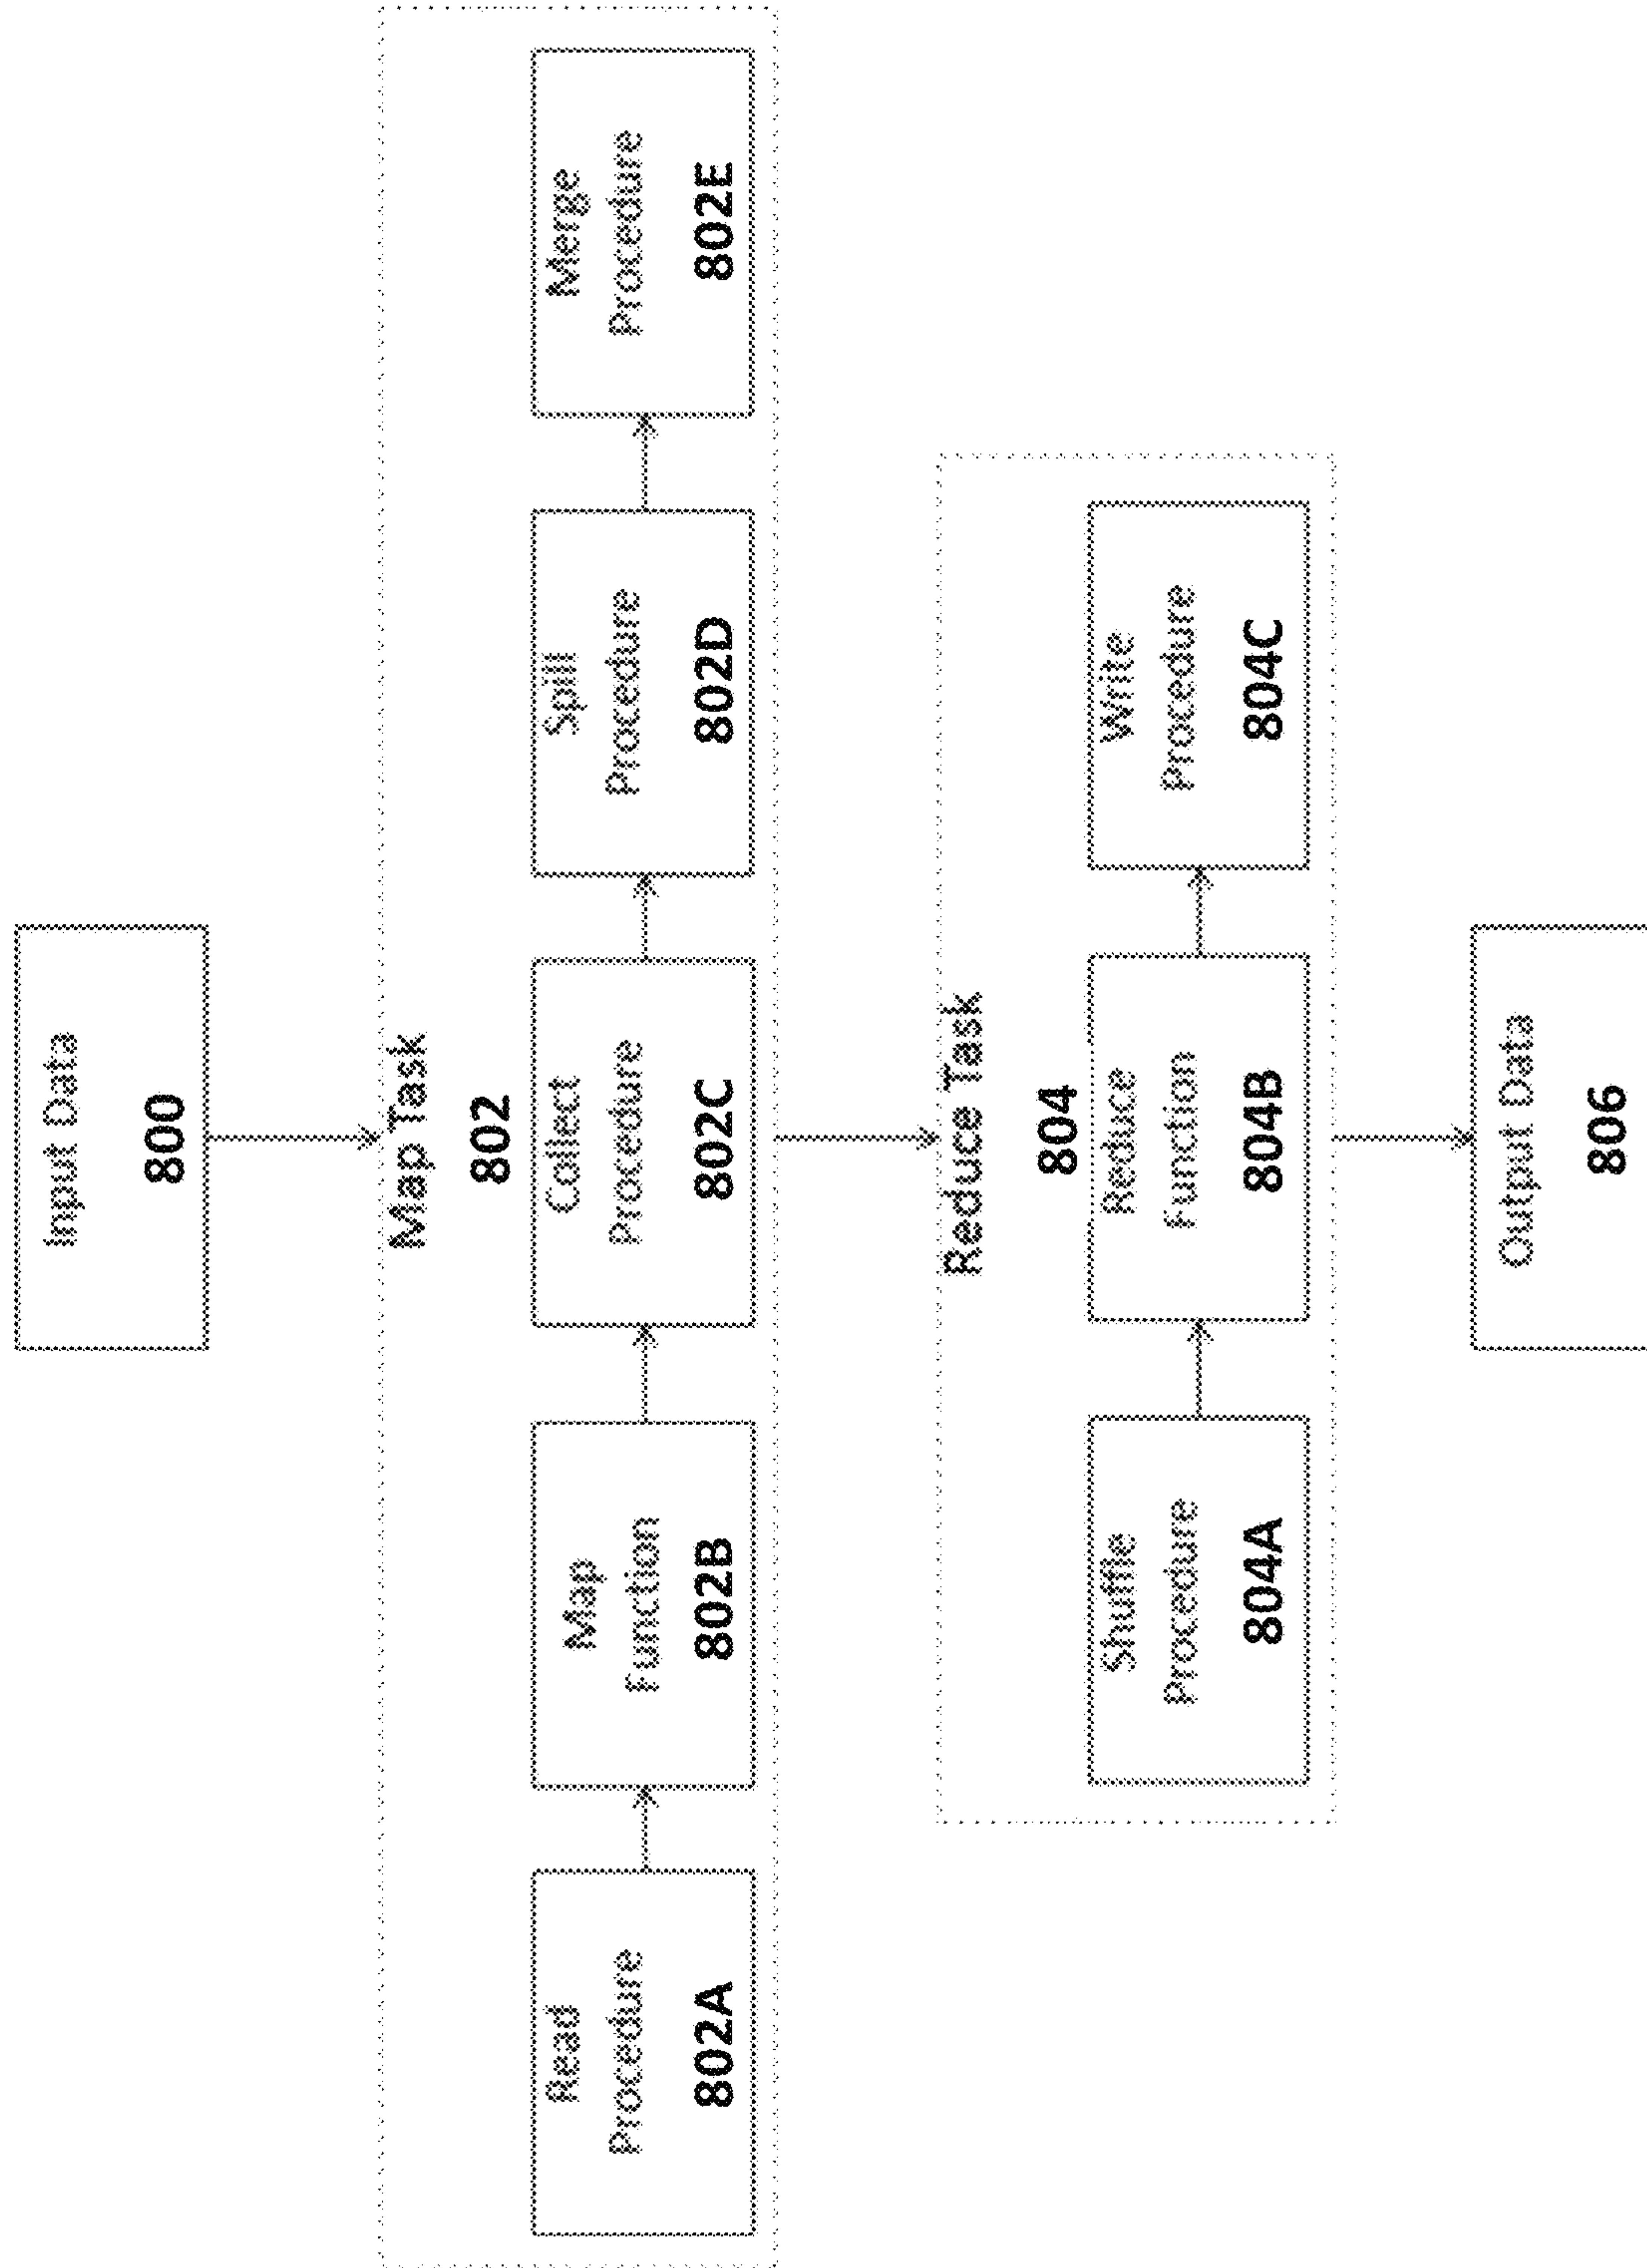 Input Data
800
Map Task
802
Read
Procedure
802A
Map
Function
802B
Collect
Procedure
802C
Spill
Procedure
802D
Merge
Procedure
802E
Reduce Task
804
Shuffle
Procedure
804A
Reduce
Function
804B
Write
Procedure
804C
Output Data
806